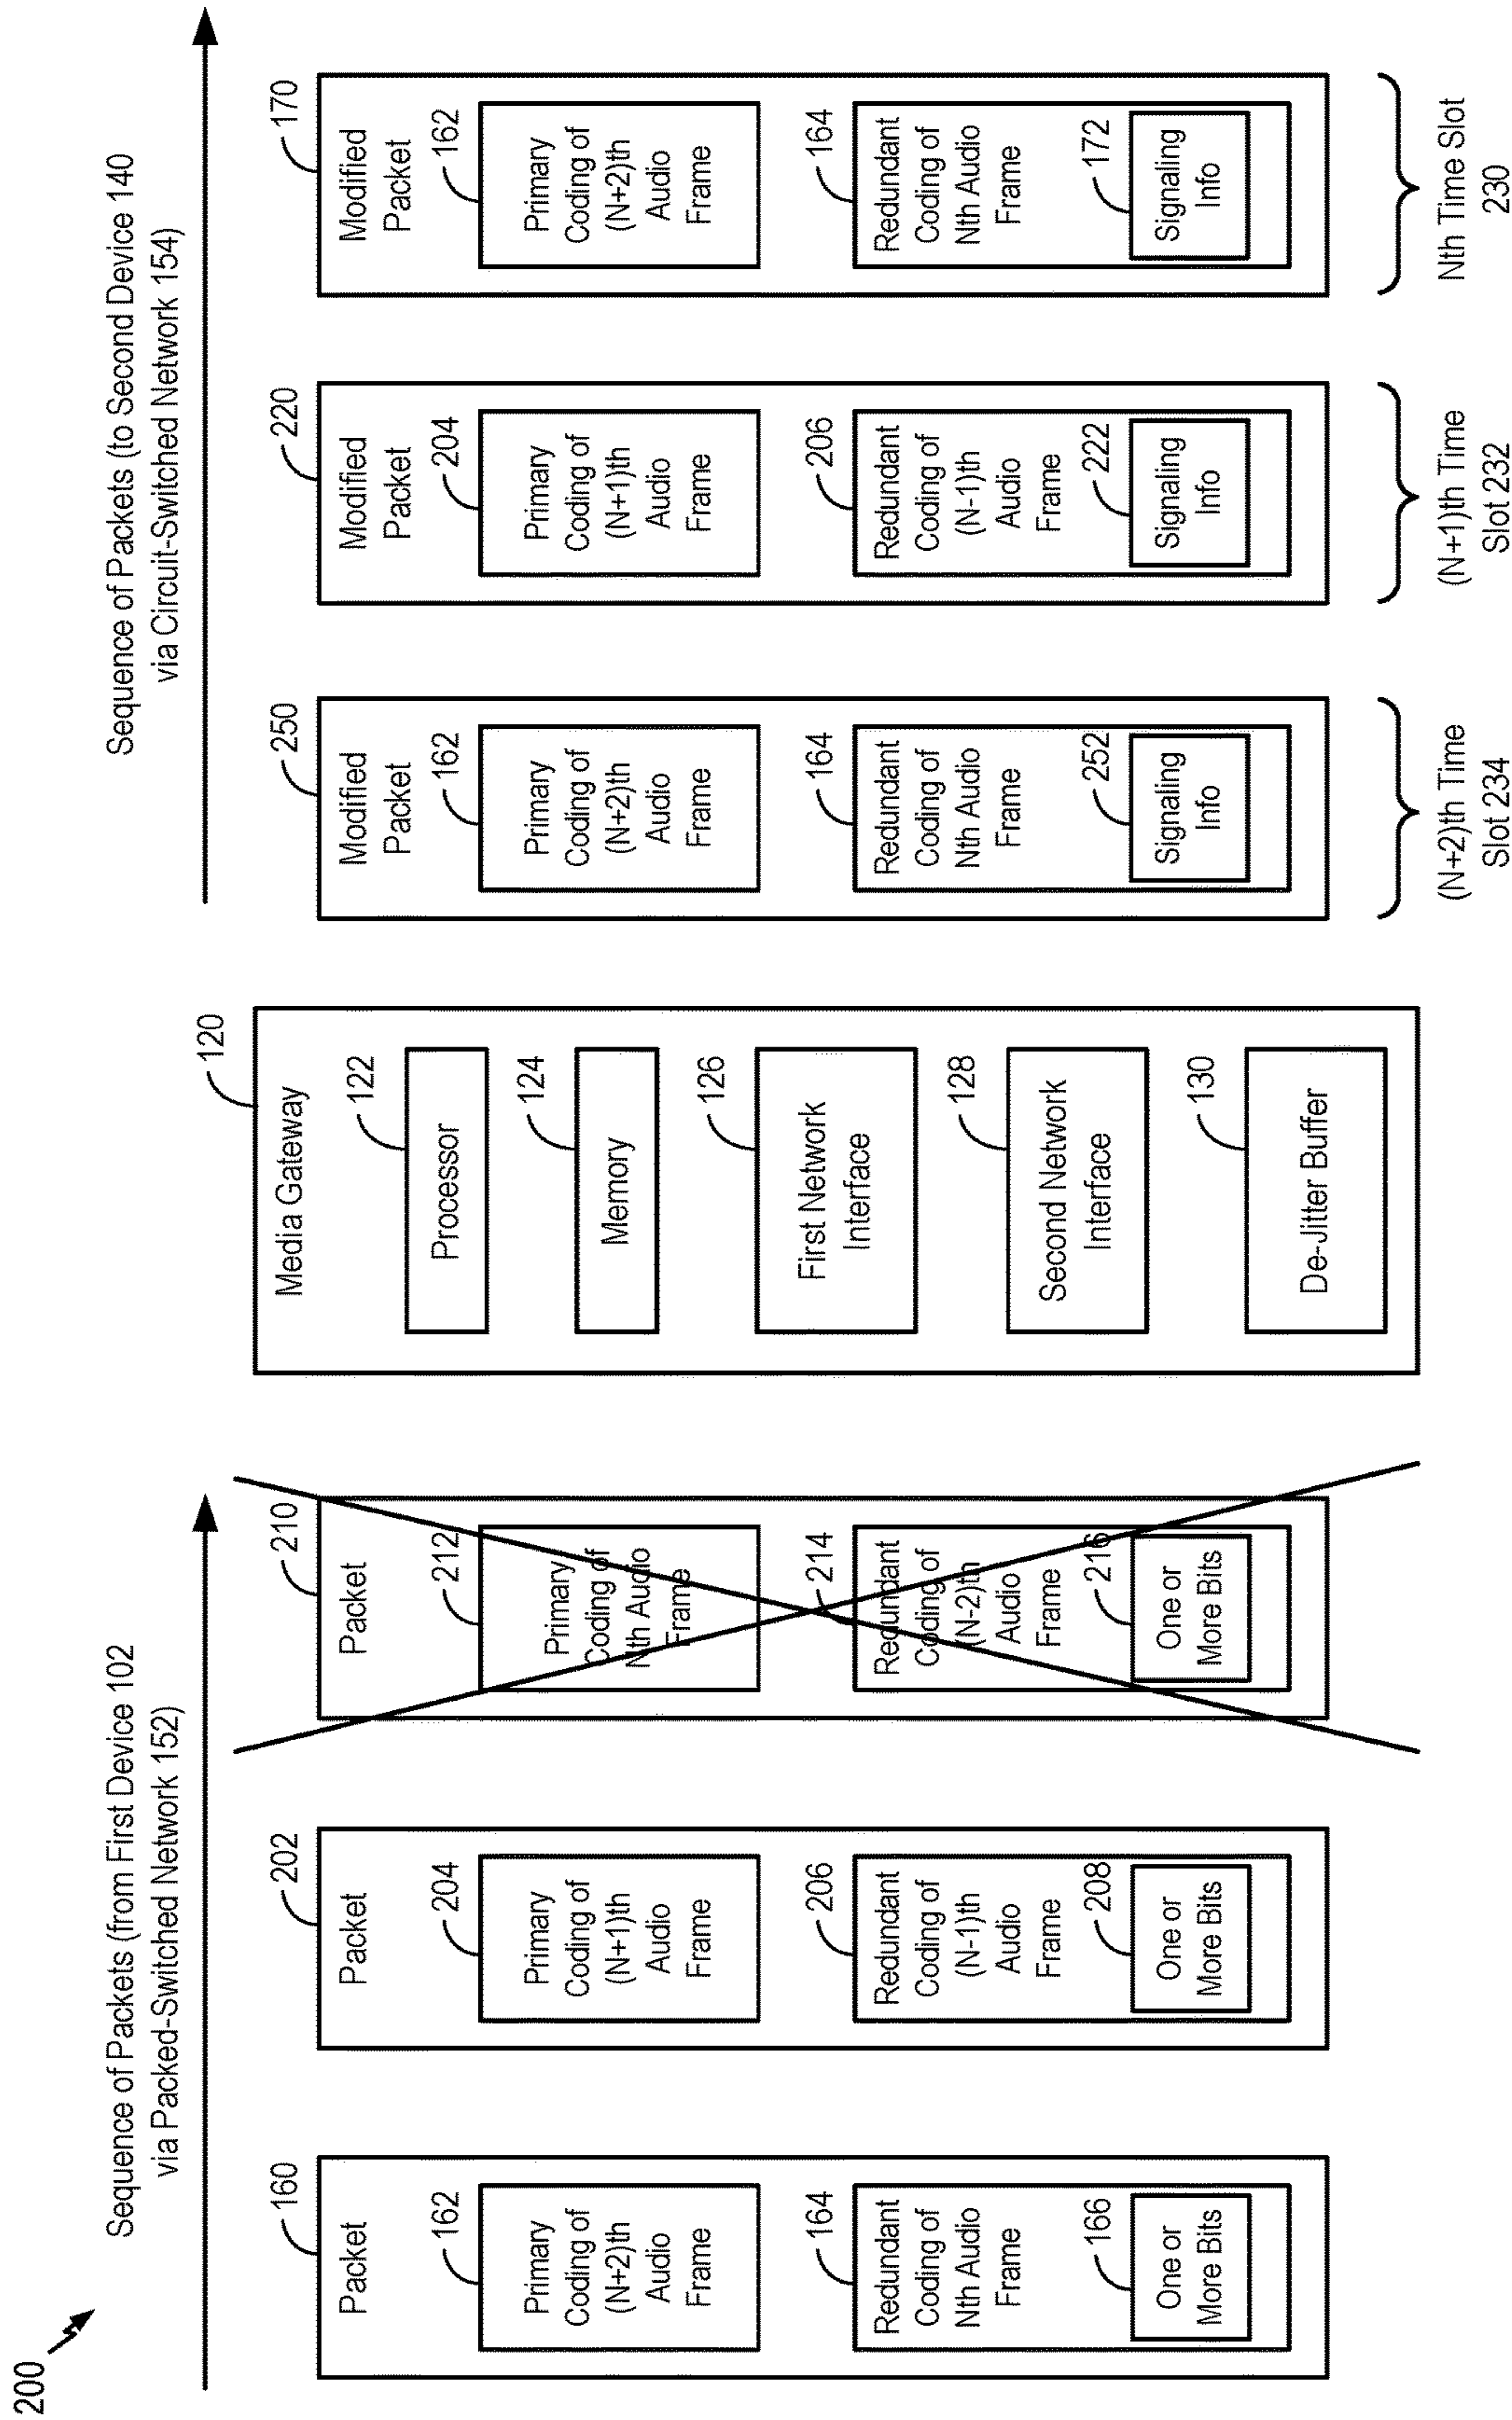 200
Sequence of Packets (from First Device 102
via Packed-Switched Network 152)
Sequence of Packets (to Second Device 140
via Circuit-Switched Network 154)
160
Packet
162
Primary
Coding of
(N+2)th
Audio
Frame
164
Redundant
Coding of
Nth Audio
Frame
166
One or
More Bits
202
Packet
204
Primary
Coding of
(N+1)th
Audio
Frame
206
Redundant
Coding of
(N-1)th
Audio
Frame
208
One or
More Bits
210
Packet
212
Primary
Coding of
Nth Audio
Frame
214
Redundant
Coding of
(N-2)th
Audio
Frame
216
One or
More Bits
120
Media Gateway
122
Processor
124
Memory
126
First Network
Interface
128
Second Network
Interface
130
De-Jitter Buffer
250
Modified
Packet
162
Primary
Coding of
(N+2)th
Audio
Frame
164
Redundant
Coding of
Nth Audio
Frame
252
Signaling
Info
(N+2)th Time
Slot 234
220
Modified
Packet
204
Primary
Coding of
(N+1)th
Audio
Frame
206
Redundant
Coding of
(N-1)th
Audio
Frame
222
Signaling
Info
(N+1)th Time
Slot 232
170
Modified
Packet
162
Primary
Coding of
(N+2)th
Audio
Frame
164
Redundant
Coding of
Nth Audio
Frame
172
Signaling
Info
Nth Time Slot
230